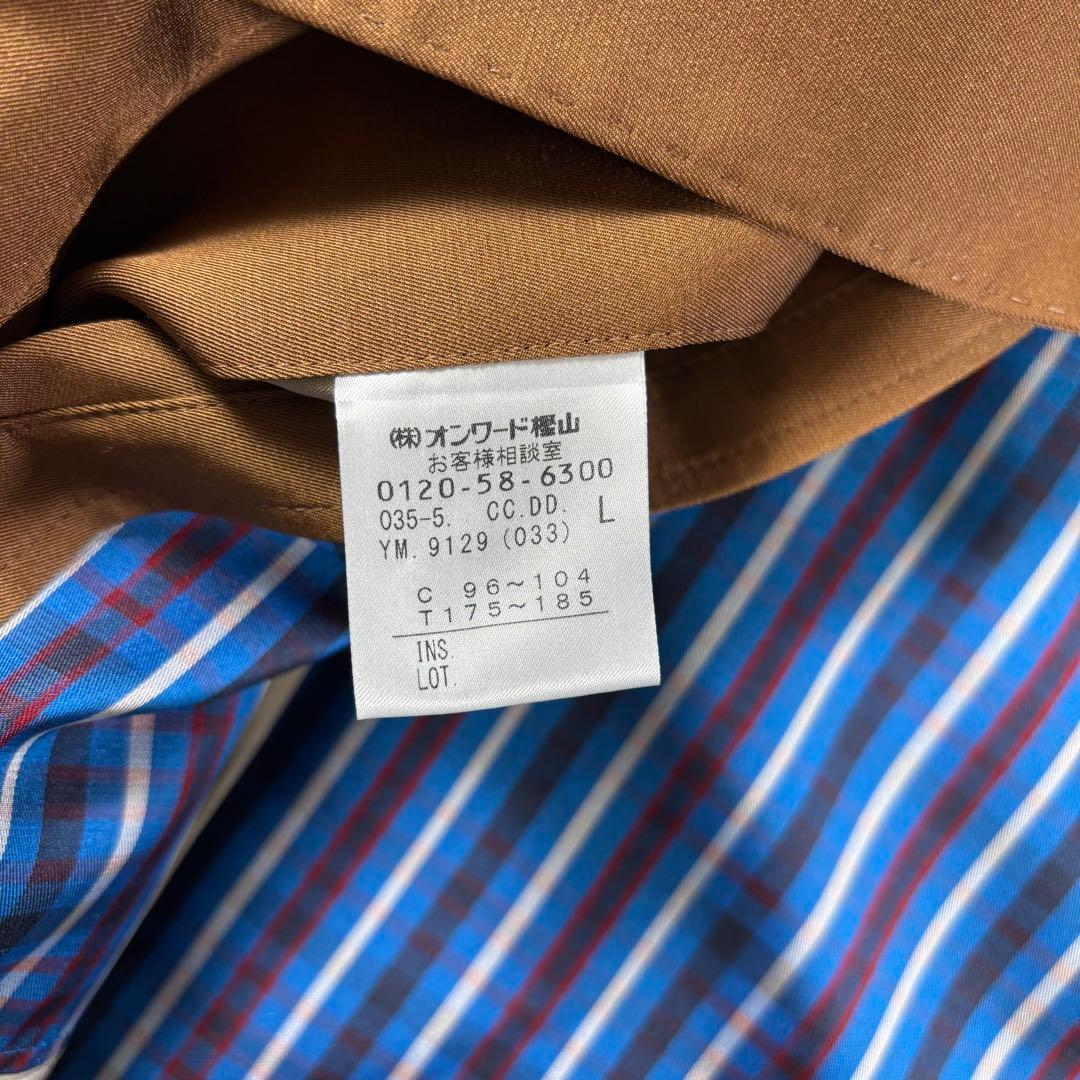 (株)オンワード樫山
お客様相談室
0120-58-6300
035-5. CC.DD. L
YM.9129(033)
C 96~104
T175~185
INS.
LOT.